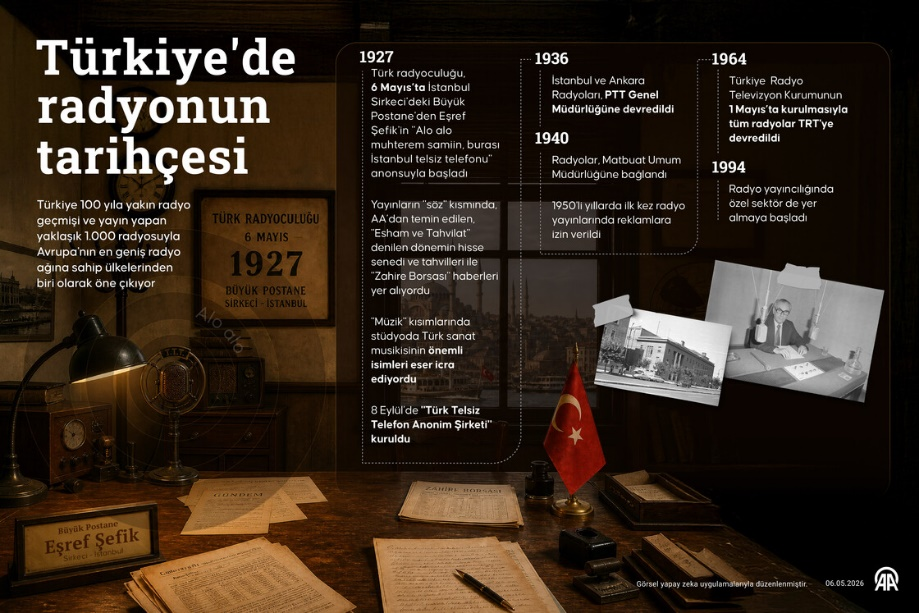 Türkiye'de
radyonun
tarihçesi
Türkiye 100 yıla yakın radyo
geçmişi ve yayın yapan
yaklaşık 1.000 radyosuyla
Avrupa'nın en geniş radyo
ağına sahip ülkelerinden
biri olarak öne çıkıyor
TÜRK RADYOCULUĞU
6 MAYIS
1927
BÜYÜK POSTANE
SİRKECİ - İSTANBUL
Alo alo
1927
Türk radyoculuğu,
6 Mayıs'ta İstanbul
Sirkeci'deki Büyük
Postane'den Eşref
Şefik'in "Alo alo
muhterem samiin, burası
İstanbul telsiz telefonu"
anonsuyla başladı
Yayınların "söz" kısmında,
AA'dan temin edilen,
"Esham ve Tahvilat"
denilen dönemin hisse
senedi ve tahvilleri ile
"Zahire Borsası" haberleri
yer alıyordu
"Müzik" kısımlarında
stüdyoda Türk sanat
musikisinin önemli
isimleri eser icra
ediyordu
8 Eylül'de "Türk Telsiz
Telefon Anonim Şirketi"
kuruldu
1936
İstanbul ve Ankara
Radyoları, PTT Genel
Müdürlüğüne devredildi
1940
Radyolar, Matbuat Umum
Müdürlüğüne bağlandı
1950'li yıllarda ilk kez radyo
yayınlarında reklamlara
izin verildi
1964
Türkiye Radyo
Televizyon Kurumunun
1 Mayıs'ta kurulmasıyla
tüm radyolar TRT'ye
devredildi
1994
Radyo yayıncılığında
özel sektör de yer
almaya başladı
GÜNDEM
ZAHİRE BORSASI
Büyük Postane
Eşref Şefik
Sirkeci - İstanbul
Görsel yapay zeka uygulamalarıyla düzenlenmiştir.
06.05.2026
AA